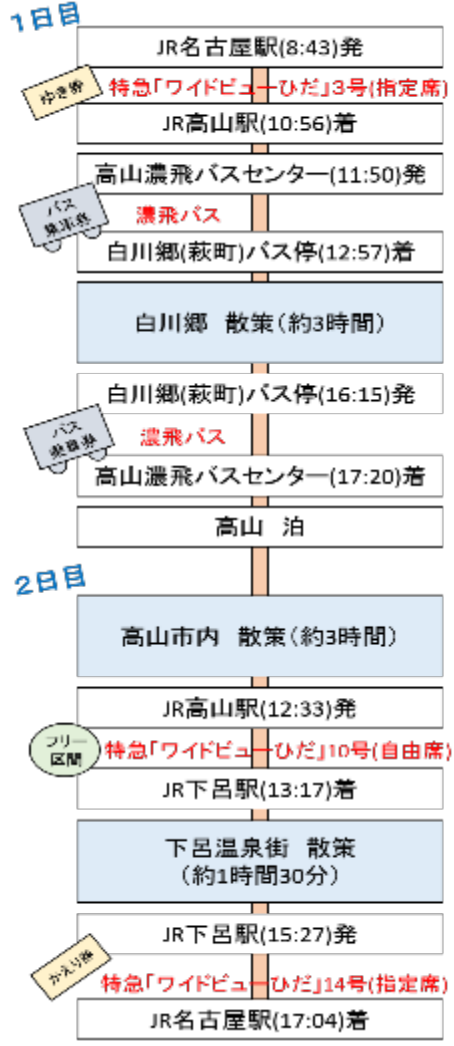 1日目
JR名古屋駅(8:43)発
ゆき券
特急「ワイドビューひだ」3号(指定席)
JR高山駅(10:56)着
高山濃飛バスセンター(11:50)発
バス
乗車券
濃飛バス
白川郷(荻町)バス停(12:57)着
白川郷 散策(約3時間)
白川郷(荻町)バス停(16:15)発
バス
乗車券
濃飛バス
高山濃飛バスセンター(17:20)着
高山 泊
2日目
高山市内 散策(約3時間)
JR高山駅(12:33)発
フリー
区間
特急「ワイドビューひだ」10号(自由席)
JR下呂駅(13:17)着
下呂温泉街 散策
(約1時間30分)
JR下呂駅(15:27)発
かえり券
特急「ワイドビューひだ」14号(指定席)
JR名古屋駅(17:04)着